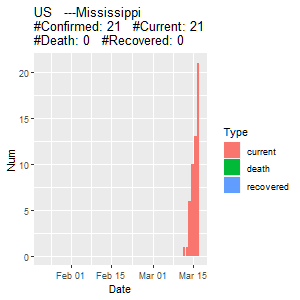 US   ---Mississippi
#Confirmed: 21   #Current: 21
#Death: 0   #Recovered: 0
20
15
10
5
0
Num
Feb 01 Feb 15 Mar 01 Mar 15
Date
Type
current
death
recovered